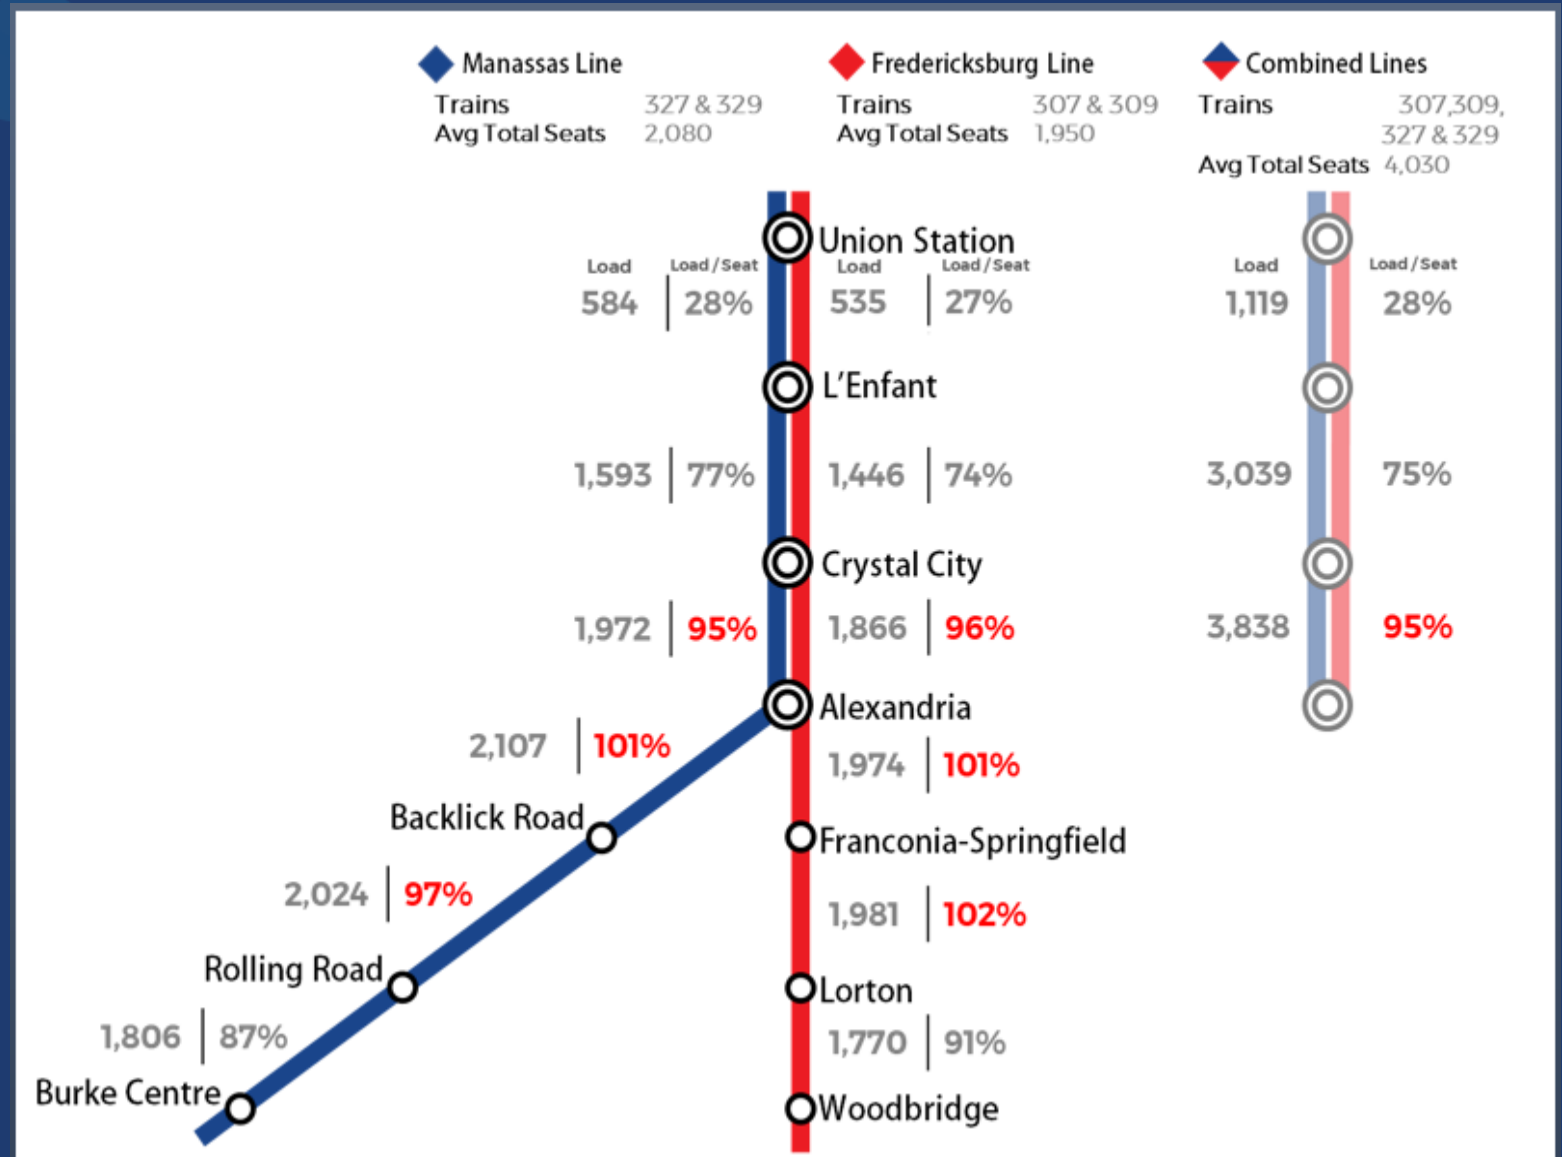 Manassas Line
Trains 327 & 329
Avg Total Seats 2,080
Fredericksburg Line
Trains 307 & 309
Avg Total Seats 1,950
Combined Lines
Trains 307,309,
327 & 329
Avg Total Seats 4,030
Union Station
Load Load / Seat Load Load / Seat Load Load / Seat
584 28% 535 27% 1,119 28%
L'Enfant
1,593 77% 1,446 74% 3,039 75%
Crystal City
1,972 95% 1,866 96% 3,838 95%
Alexandria
2,107 101% 1,974 101%
Backlick Road Franconia-Springfield
2,024 97% 1,981 102%
Rolling Road Lorton
1,806 87% 1,770 91%
Burke Centre Woodbridge